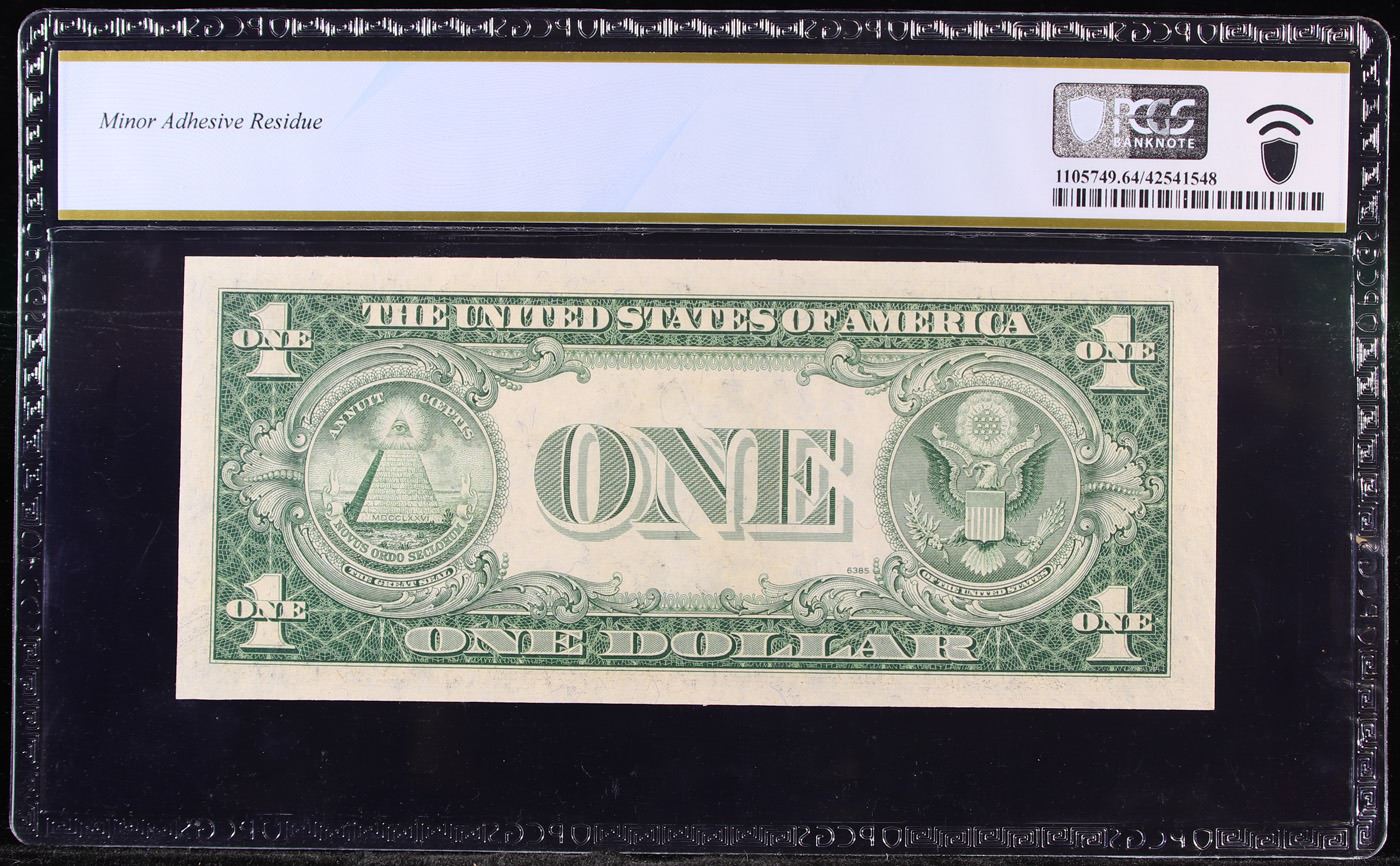 Minor Adhesive Residue
PCGS
BANKNOTE
1105749.64/42541548
THE UNITED STATES OF AMERICA
1
ONE
1
ONE
ANNUIT CŒPTIS
MDCCLXXVI
NOVUS ORDO SECLORUM
THE GREAT SEAL
ONE
6385
OF THE UNITED STATES
1
ONE
1
ONE
ONE DOLLAR